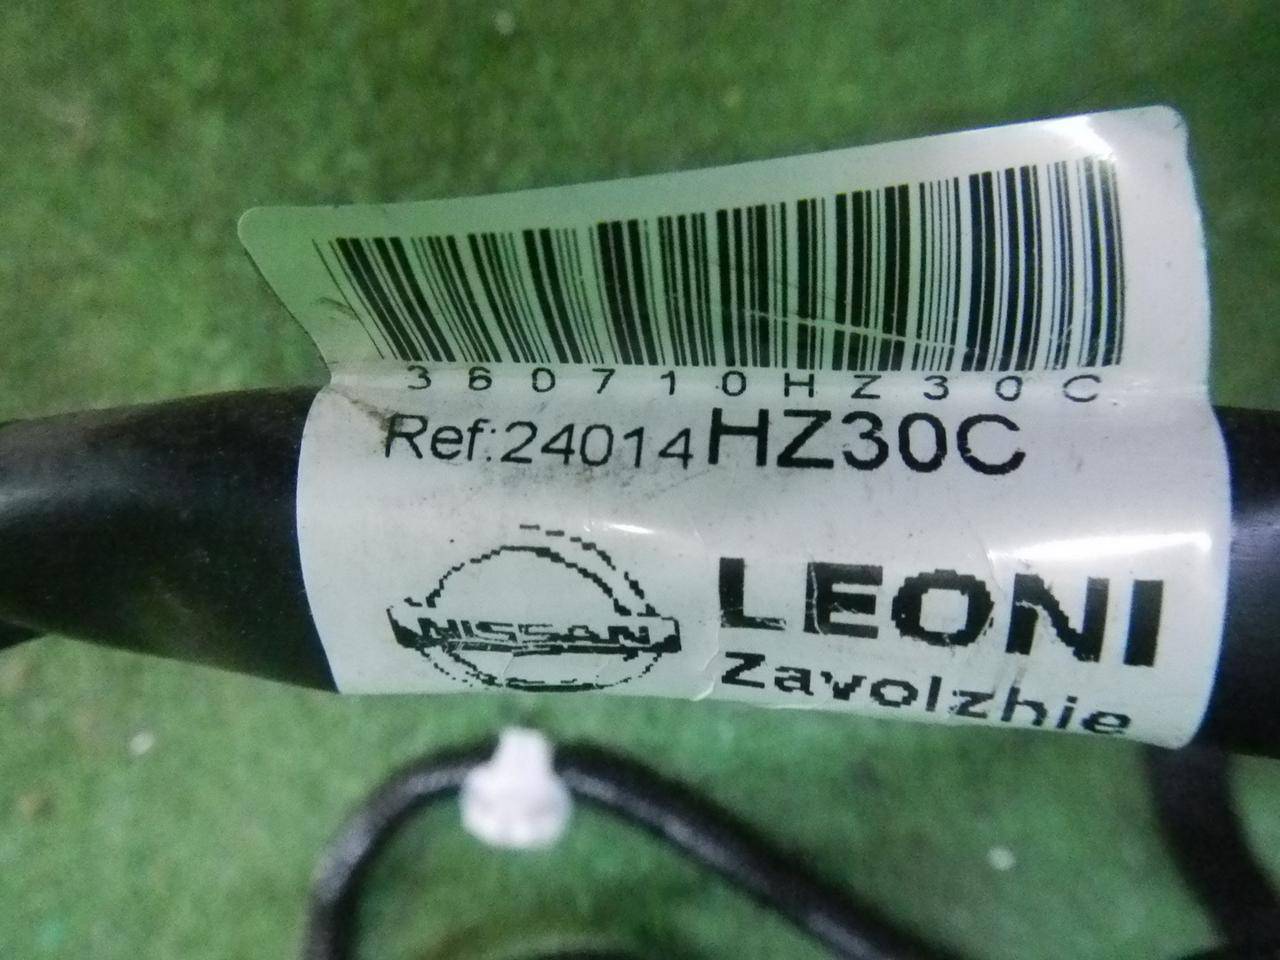 360710HZ30C
Ref:24014HZ30C
NISSAN
LEONI
Zavolzhie